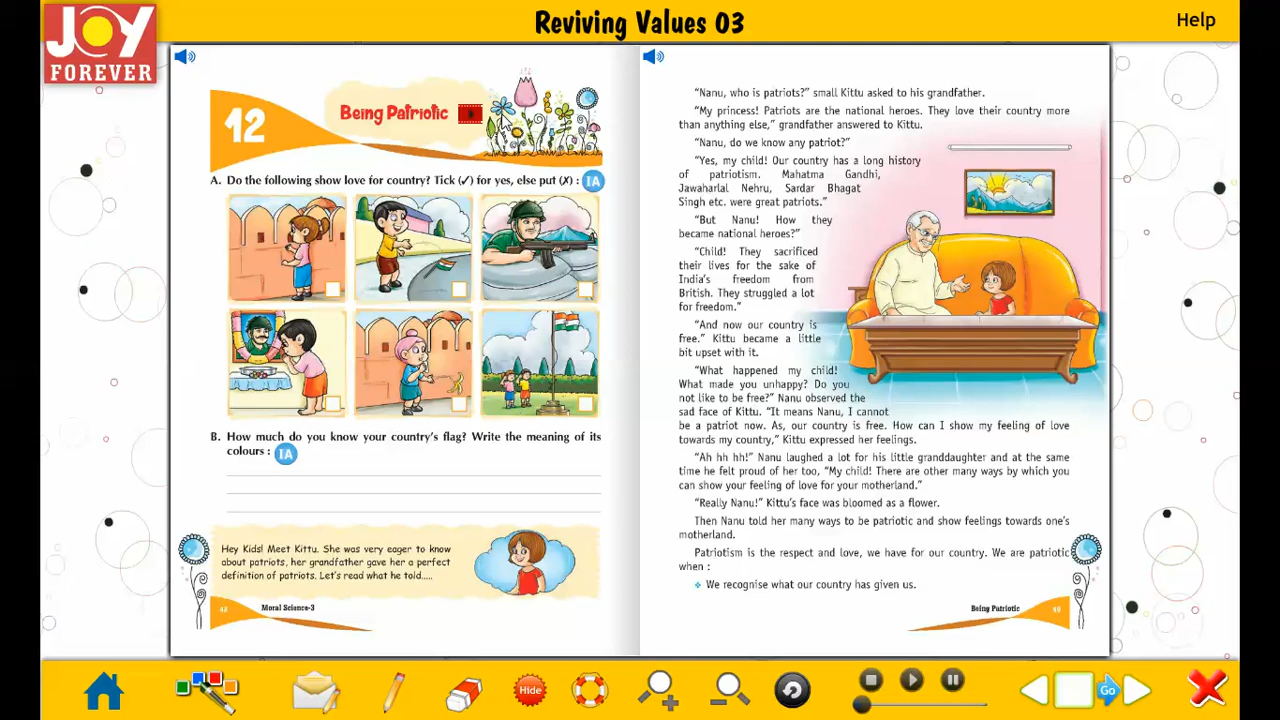 Reviving Values 03
Help
JOY
FOREVER
12
Being Patriotic
A. Do the following show love for country? Tick (✓) for yes, else put (✗) : IA
B. How much do you know your country's flag? Write the meaning of its
colours : IA
Hey Kids! Meet Kittu. She was very eager to know
about patriots, her grandfather gave her a perfect
definition of patriots. Let's read what he told.....
Moral Science-3
"Nanu, who is patriots?" small Kittu asked to his grandfather.
"My princess! Patriots are the national heroes. They love their country more
than anything else," grandfather answered to Kittu.
"Nanu, do we know any patriot?"
"Yes, my child! Our country has a long history
of patriotism. Mahatma Gandhi,
Jawaharlal Nehru, Sardar Bhagat
Singh etc. were great patriots."
"But Nanu! How they
became national heroes?"
"Child! They sacrificed
their lives for the sake of
India's freedom from
British. They struggled a lot
for freedom."
"And now our country is
free." Kittu became a little
bit upset with it.
"What happened my child!
What made you unhappy? Do you
not like to be free?" Nanu observed the
sad face of Kittu. "It means Nanu, I cannot
be a patriot now. As, our country is free. How can I show my feeling of love
towards my country," Kittu expressed her feelings.
"Ah hh hh!" Nanu laughed a lot for his little granddaughter and at the same
time he felt proud of her too, "My child! There are other many ways by which you
can show your feeling of love for your motherland."
"Really Nanu!" Kittu's face was bloomed as a flower.
Then Nanu told her many ways to be patriotic and show feelings towards one's
motherland.
Patriotism is the respect and love, we have for our country. We are patriotic
when :
❖ We recognise what our country has given us.
Being Patriotic
Hide
Go